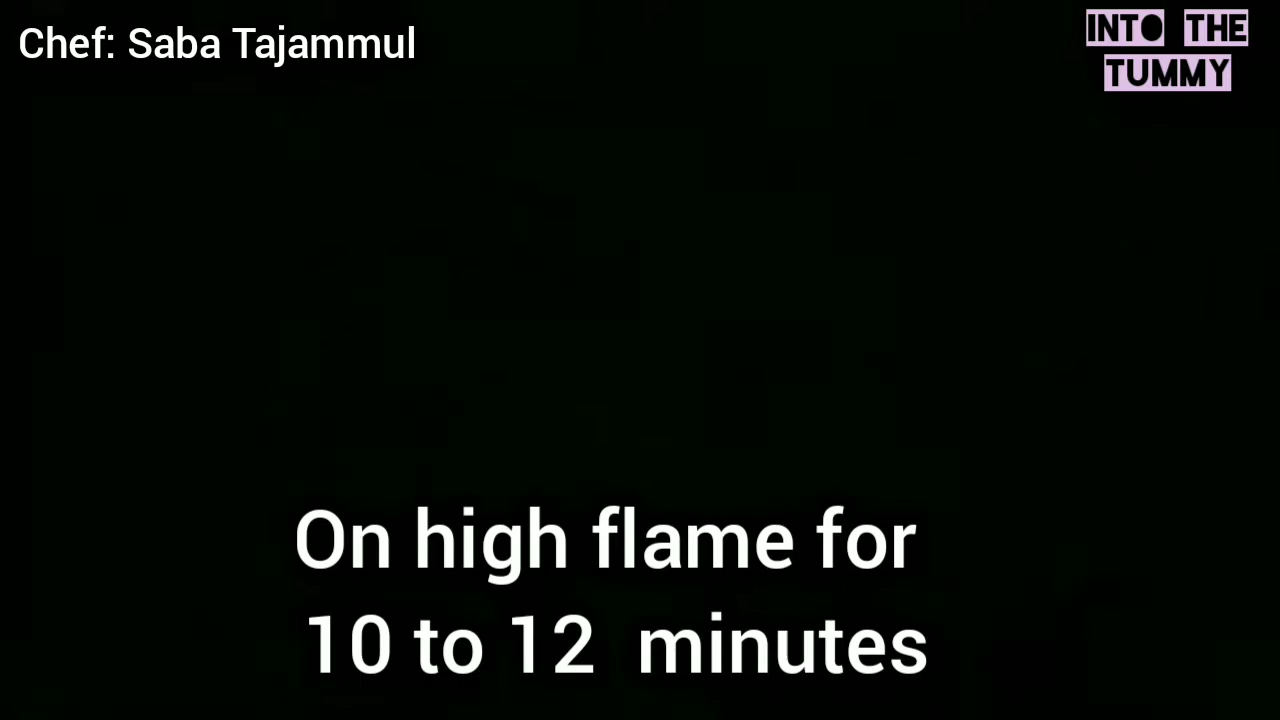 Chef: Saba Tajammul
INTO THE
TUMMY
On high flame for
10 to 12 minutes